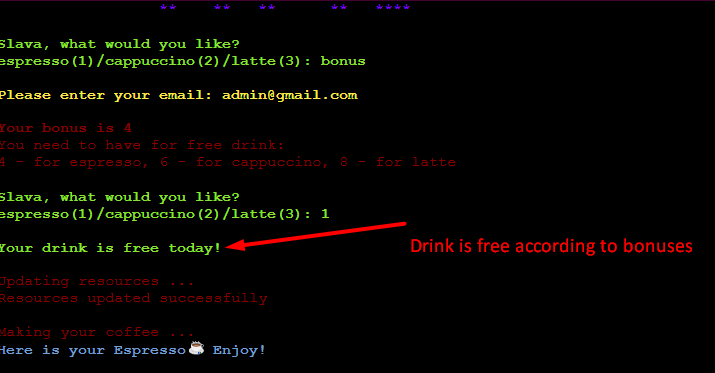 ** ** ** ** ****
Slava, what would you like?
espresso(1)/cappuccino(2)/latte(3): bonus
Please enter your email: admin@gmail.com
Your bonus is 4
You need to have for free drink:
4 - for espresso, 6 - for cappuccino, 8 - for latte
Slava, what would you like?
espresso(1)/cappuccino(2)/latte(3): 1
Your drink is free today!
Drink is free according to bonuses
Updating resources ...
Resources updated successfully
Making your coffee ...
Here is your Espresso☕ Enjoy!